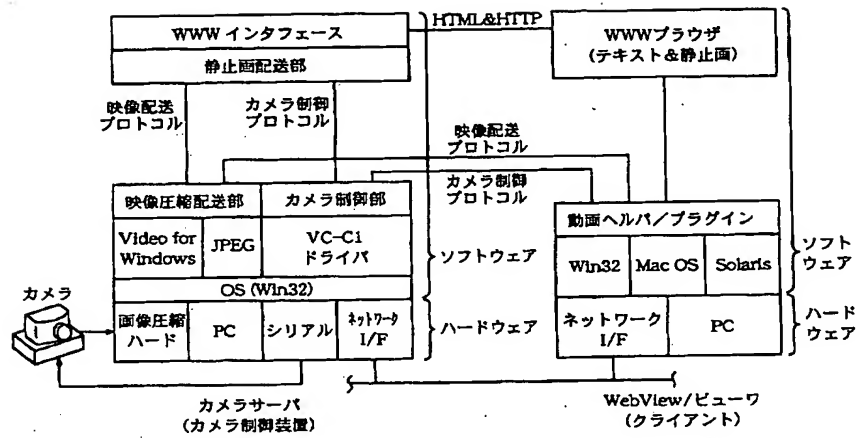 WWW インタフェース
静止画配送部
HTML&HTTP
WWWブラウザ
(テキスト&静止画)
映像配送
プロトコル
カメラ制御
プロトコル
映像配送
プロトコル
カメラ制御
プロトコル
映像圧縮配送部
カメラ制御部
Video for
Windows
JPEG
VC-C1
ドライバ
OS (Win32)
ソフトウェア
動画ヘルパ/プラグイン
Win32
Mac OS
Solaris
ソフト
ウェア
カメラ
画像圧縮
ハード
PC
シリアル
ネットワーク
I/F
ハードウェア
ネットワーク
I/F
PC
ハード
ウェア
カメラサーバ
(カメラ制御装置)
WebView/ビューワ
(クライアント)